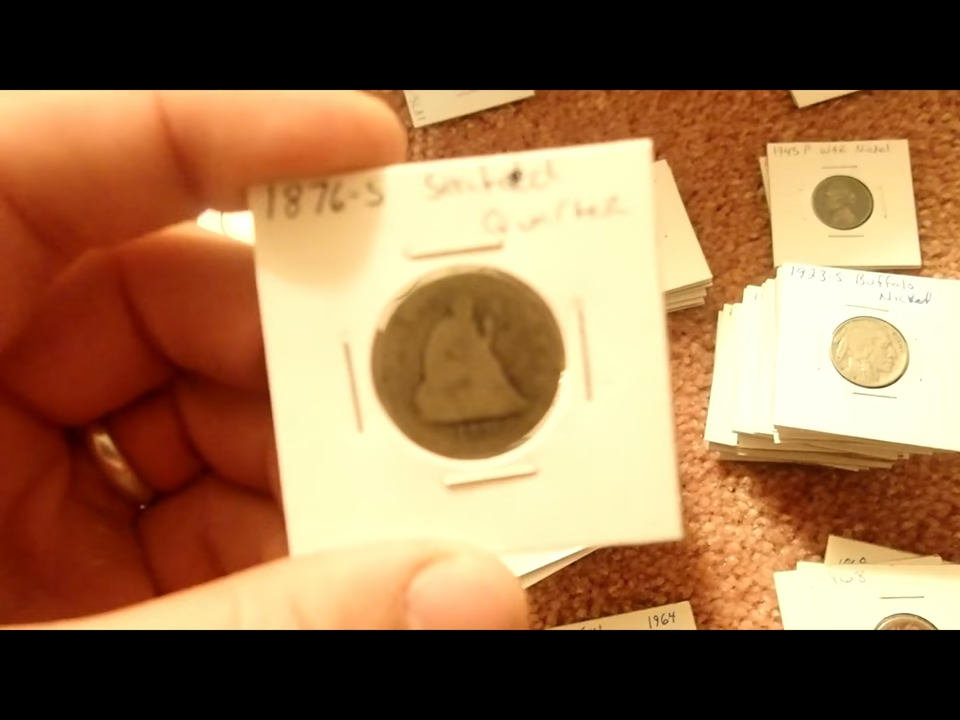 1876-S Seated
Quarter
1945 P WAR Nickel
1923-S Buffalo
Nickel
1964